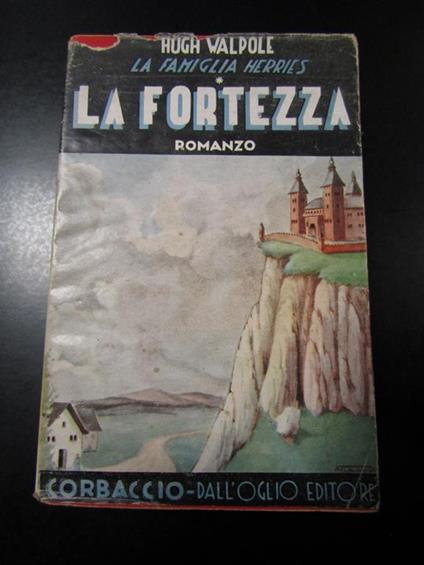 HUGH WALPOLE
LA FAMIGLIA HERRIES
*
LA FORTEZZA
ROMANZO
CORBACCIO-DALL'OGLIO EDITORE